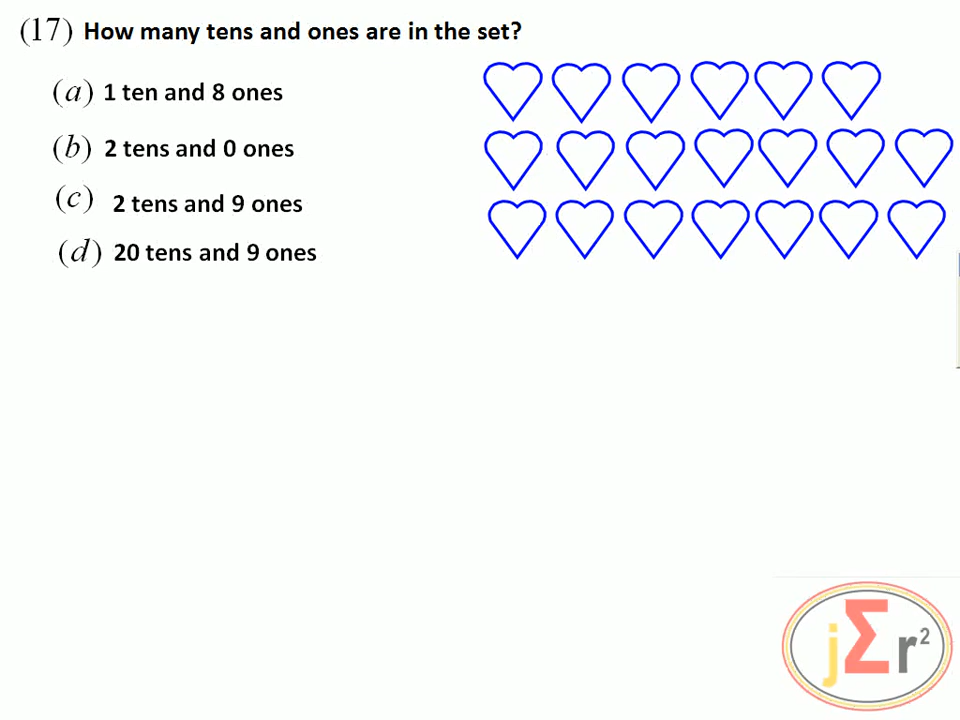 (17) How many tens and ones are in the set?
(a) 1 ten and 8 ones
(b) 2 tens and 0 ones
(c) 2 tens and 9 ones
(d) 20 tens and 9 ones
jΣr²